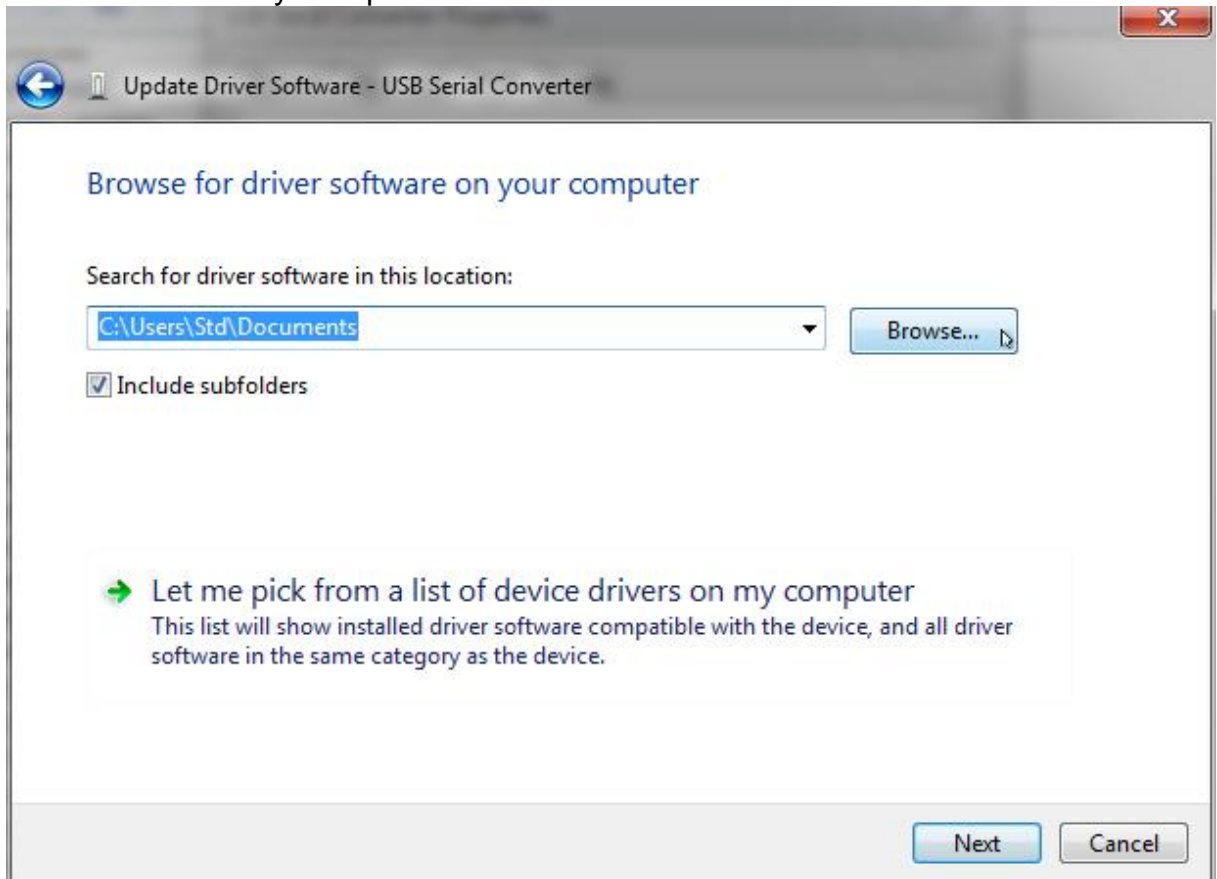 Update Driver Software - USB Serial Converter
Browse for driver software on your computer
Search for driver software in this location:
C:\Users\Std\Documents
Browse...
Include subfolders
Let me pick from a list of device drivers on my computer
This list will show installed driver software compatible with the device, and all driver
software in the same category as the device.
Next
Cancel